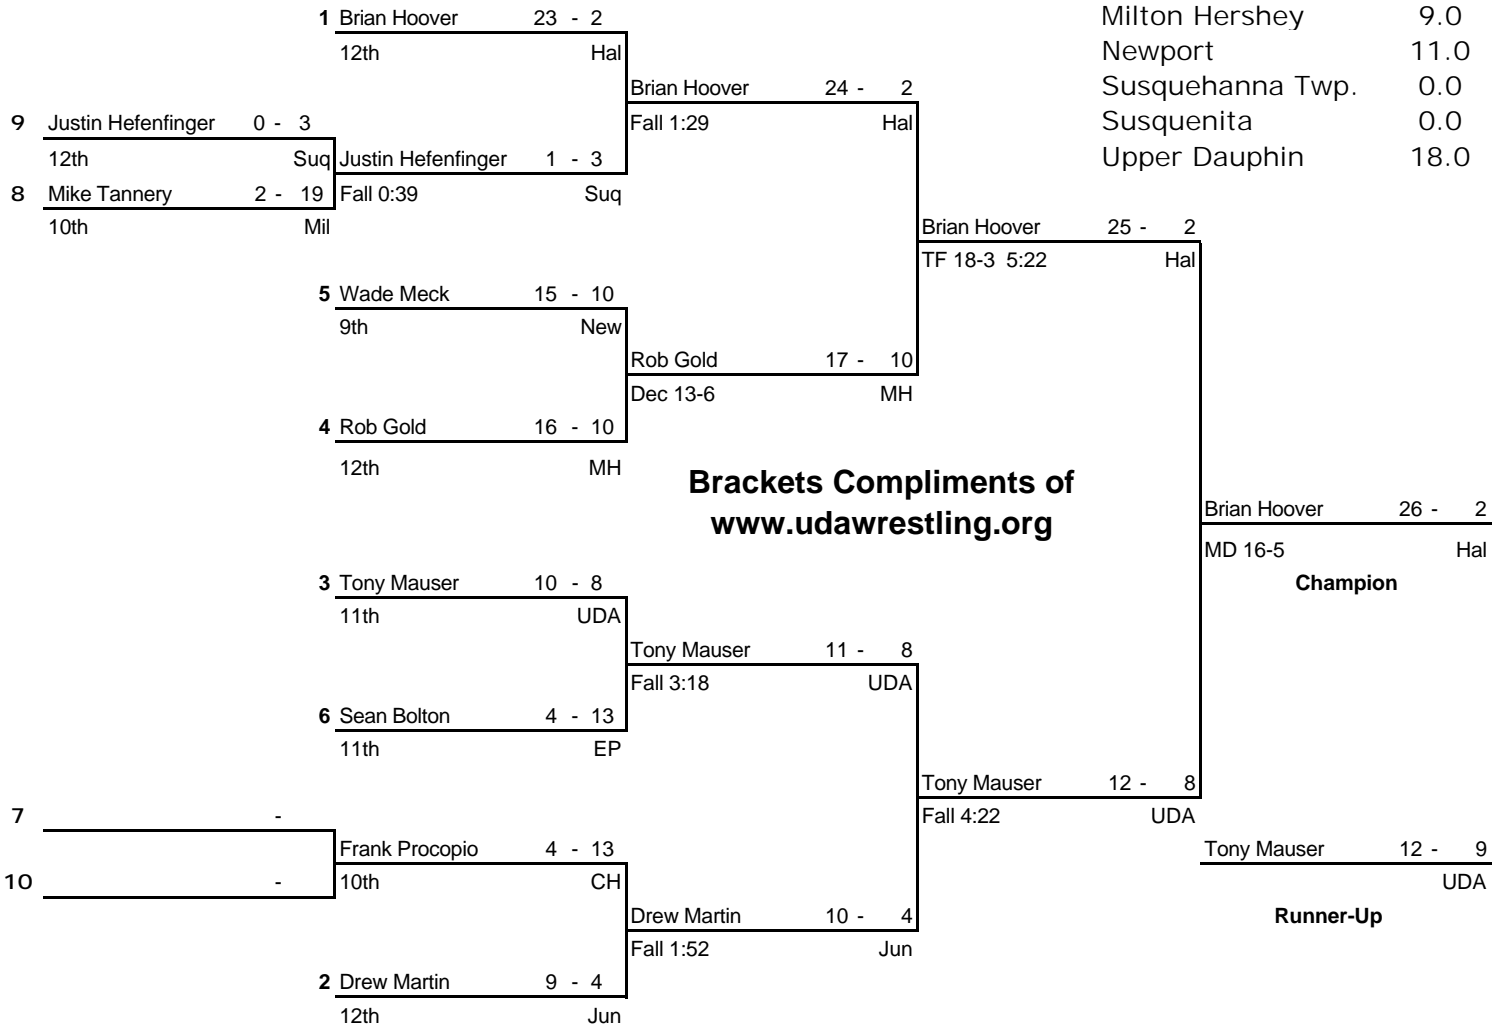 1 Brian Hoover 23 - 2 Milton Hershey 9.0
12th Hal Newport 11.0
Brian Hoover 24 - 2 Susquehanna Twp. 0.0
9 Justin Hefenfinger 0 - 3 Fall 1:29 Hal Susquenita 0.0
12th Suq Justin Hefenfinger 1 - 3 Upper Dauphin 18.0
8 Mike Tannery 2 - 19 Fall 0:39 Suq
10th Mil Brian Hoover 25 - 2
TF 18-3 5:22 Hal
5 Wade Meck 15 - 10
9th New
Rob Gold 17 - 10
Dec 13-6 MH
4 Rob Gold 16 - 10
12th MH
Brackets Compliments of
www.udawrestling.org
Brian Hoover 26 - 2
MD 16-5 Hal
3 Tony Mauser 10 - 8 Champion
11th UDA
Tony Mauser 11 - 8
Fall 3:18 UDA
6 Sean Bolton 4 - 13
11th EP
Tony Mauser 12 - 8
7 - Fall 4:22 UDA
Frank Procopio 4 - 13 Tony Mauser 12 - 9
10 - 10th CH UDA
Drew Martin 10 - 4 Runner-Up
Fall 1:52 Jun
2 Drew Martin 9 - 4
12th Jun